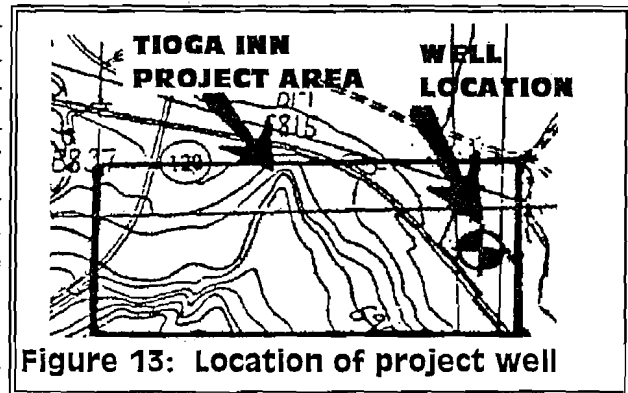 TIOGA INN
PROJECT AREA
WELL
LOCATION
120
Figure 13: Location of project well